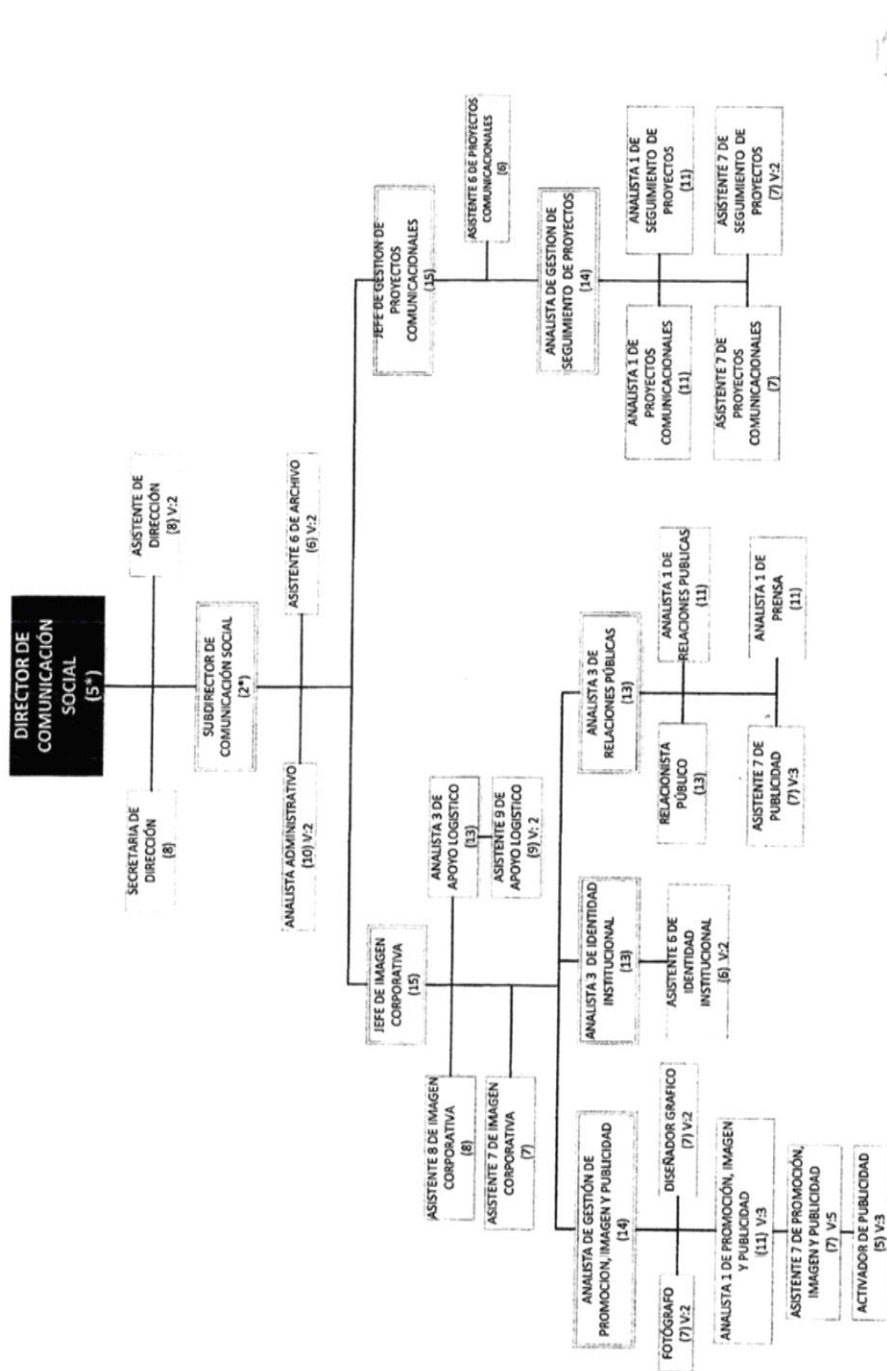 DIRECTOR DE
COMUNICACIÓN
SOCIAL
(5*)
SECRETARIA DE
DIRECCIÓN
(8)
ASISTENTE DE
DIRECCIÓN
(8) V:2
SUBDIRECTOR DE
COMUNICACIÓN SOCIAL
(2*)
ANALISTA ADMINISTRATIVO
(10) V:2
ASISTENTE 6 DE ARCHIVO
(6) V:2
JEFE DE IMAGEN
CORPORATIVA
(15)
JEFE DE GESTION DE
PROYECTOS
COMUNICACIONALES
(15)
ASISTENTE 8 DE IMAGEN
CORPORATIVA
(8)
ANALISTA 3 DE
APOYO LOGISTICO
(13)
ASISTENTE 7 DE IMAGEN
CORPORATIVA
(7)
ASISTENTE 9 DE
APOYO LOGISTICO
(9) V: 2
ASISTENTE 6 DE PROYECTOS
COMUNICACIONALES
(6)
ANALISTA DE GESTIÓN DE
PROMOCION, IMAGEN Y PUBLICIDAD
(14)
ANALISTA 3 DE IDENTIDAD
INSTITUCIONAL
(13)
ANALISTA 3 DE
RELACIONES PÚBLICAS
(13)
ANALISTA DE GESTION DE
SEGUIMIENTO DE PROYECTOS
(14)
FOTÓGRAFO
(7) V:2
DISEÑADOR GRAFICO
(7) V:2
ASISTENTE 6 DE
IDENTIDAD
INSTITUCIONAL
(6) V:2
RELACIONISTA
PÚBLICO
(13)
ANALISTA 1 DE
RELACIONES PUBLICAS
(11)
ANALISTA 1 DE
PROYECTOS
COMUNICACIONALES
(11)
ANALISTA 1 DE
SEGUIMIENTO DE
PROYECTOS
(11)
ANALISTA 1 DE PROMOCIÓN, IMAGEN
Y PUBLICIDAD
(11) V:3
ASISTENTE 7 DE
PUBLICIDAD
(7) V:3
ANALISTA 1 DE
PRENSA
(11)
ASISTENTE 7 DE
PROYECTOS
COMUNICACIONALES
(7)
ASISTENTE 7 DE
SEGUIMIENTO DE
PROYECTOS
(7) V:2
ASISTENTE 7 DE PROMOCIÓN,
IMAGEN Y PUBLICIDAD
(7) V:5
ACTIVADOR DE PUBLICIDAD
(5) V:3